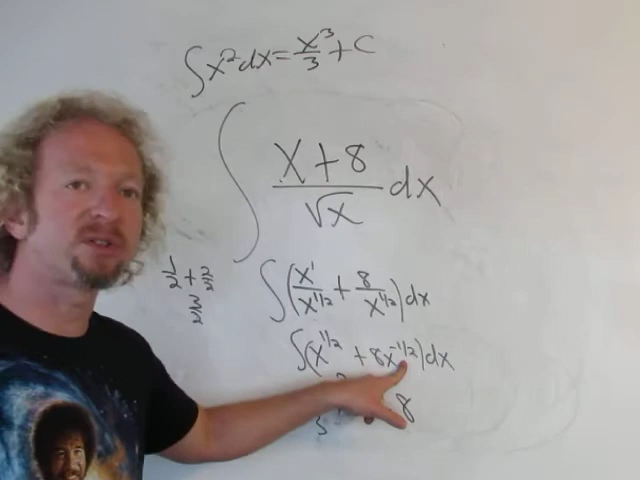 ∫x²dx = x³/3 + C
∫ (x+8)/√x dx
1/2 + 2/2
3/2
∫(x¹/x^(1/2) + 8/x^(1/2))dx
∫(x^(1/2) + 8x^(-1/2))dx
8